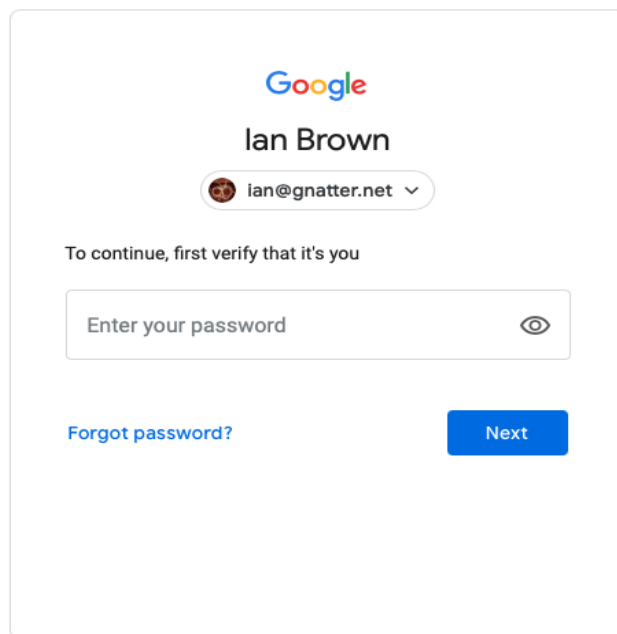 Google
Ian Brown
ian@gnatter.net
To continue, first verify that it's you
Enter your password
Forgot password?
Next